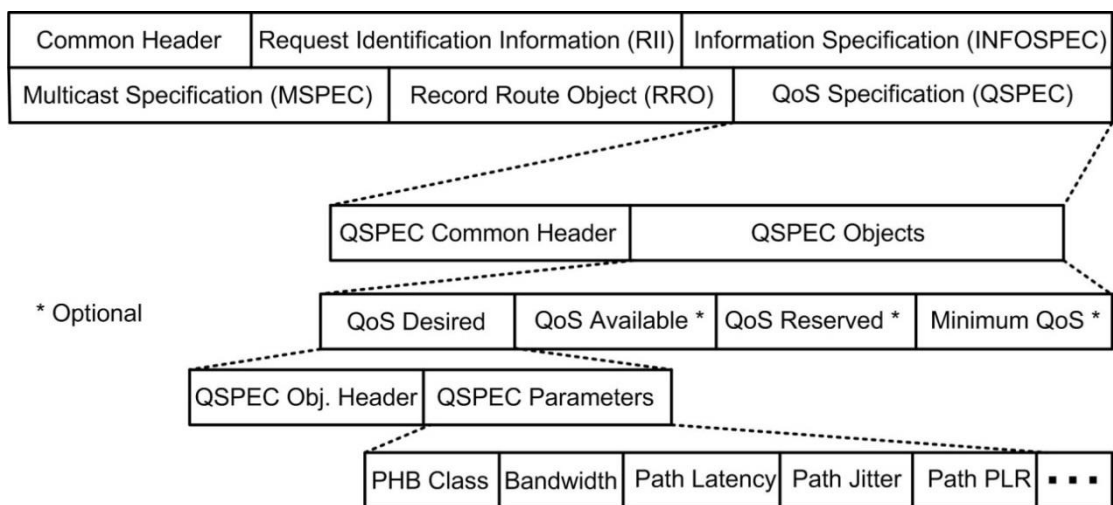 Common Header Request Identification Information (RII) Information Specification (INFOSPEC)
Multicast Specification (MSPEC) Record Route Object (RRO) QoS Specification (QSPEC)
QSPEC Common Header QSPEC Objects
* Optional
QoS Desired QoS Available * QoS Reserved * Minimum QoS *
QSPEC Obj. Header QSPEC Parameters
PHB Class Bandwidth Path Latency Path Jitter Path PLR ...